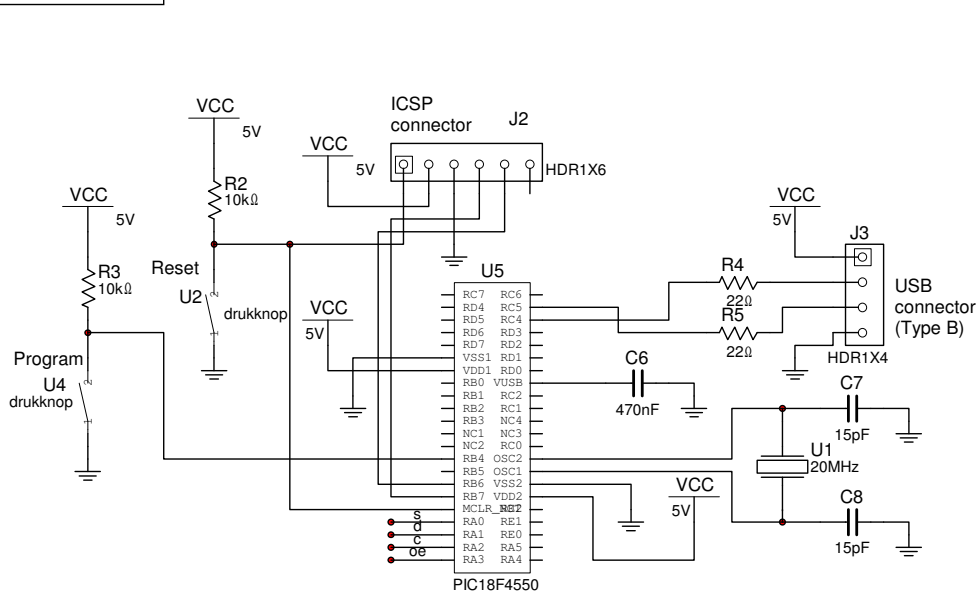 ICSP
connector
J2
VCC
5V
VCC
5V
HDR1X6
R2
10kΩ
VCC
5V
VCC
5V
J3
R3
10kΩ
Reset
U2
drukknop
U5
R4
22Ω
R5
22Ω
USB
connector
(Type B)
HDR1X4
VCC
5V
Program
U4
drukknop
C6
470nF
C7
15pF
U1
20MHz
C8
15pF
VCC
5V
RC7 RC6
RD4 RC5
RD5 RC4
RD6 RD3
RD7 RD2
VSS1 RD1
VDD1 RD0
RB0 VUSB
RB1 RC2
RB2 RC1
RB3 NC4
NC1 NC3
NC2 RC0
RB4 OSC2
RB5 OSC1
RB6 VSS2
RB7 VDD2
RA0 RE1
RA1 RE0
RA2 RA5
RA3 RA4
s
d
c
oe
2
1
2
1
PIC18F4550